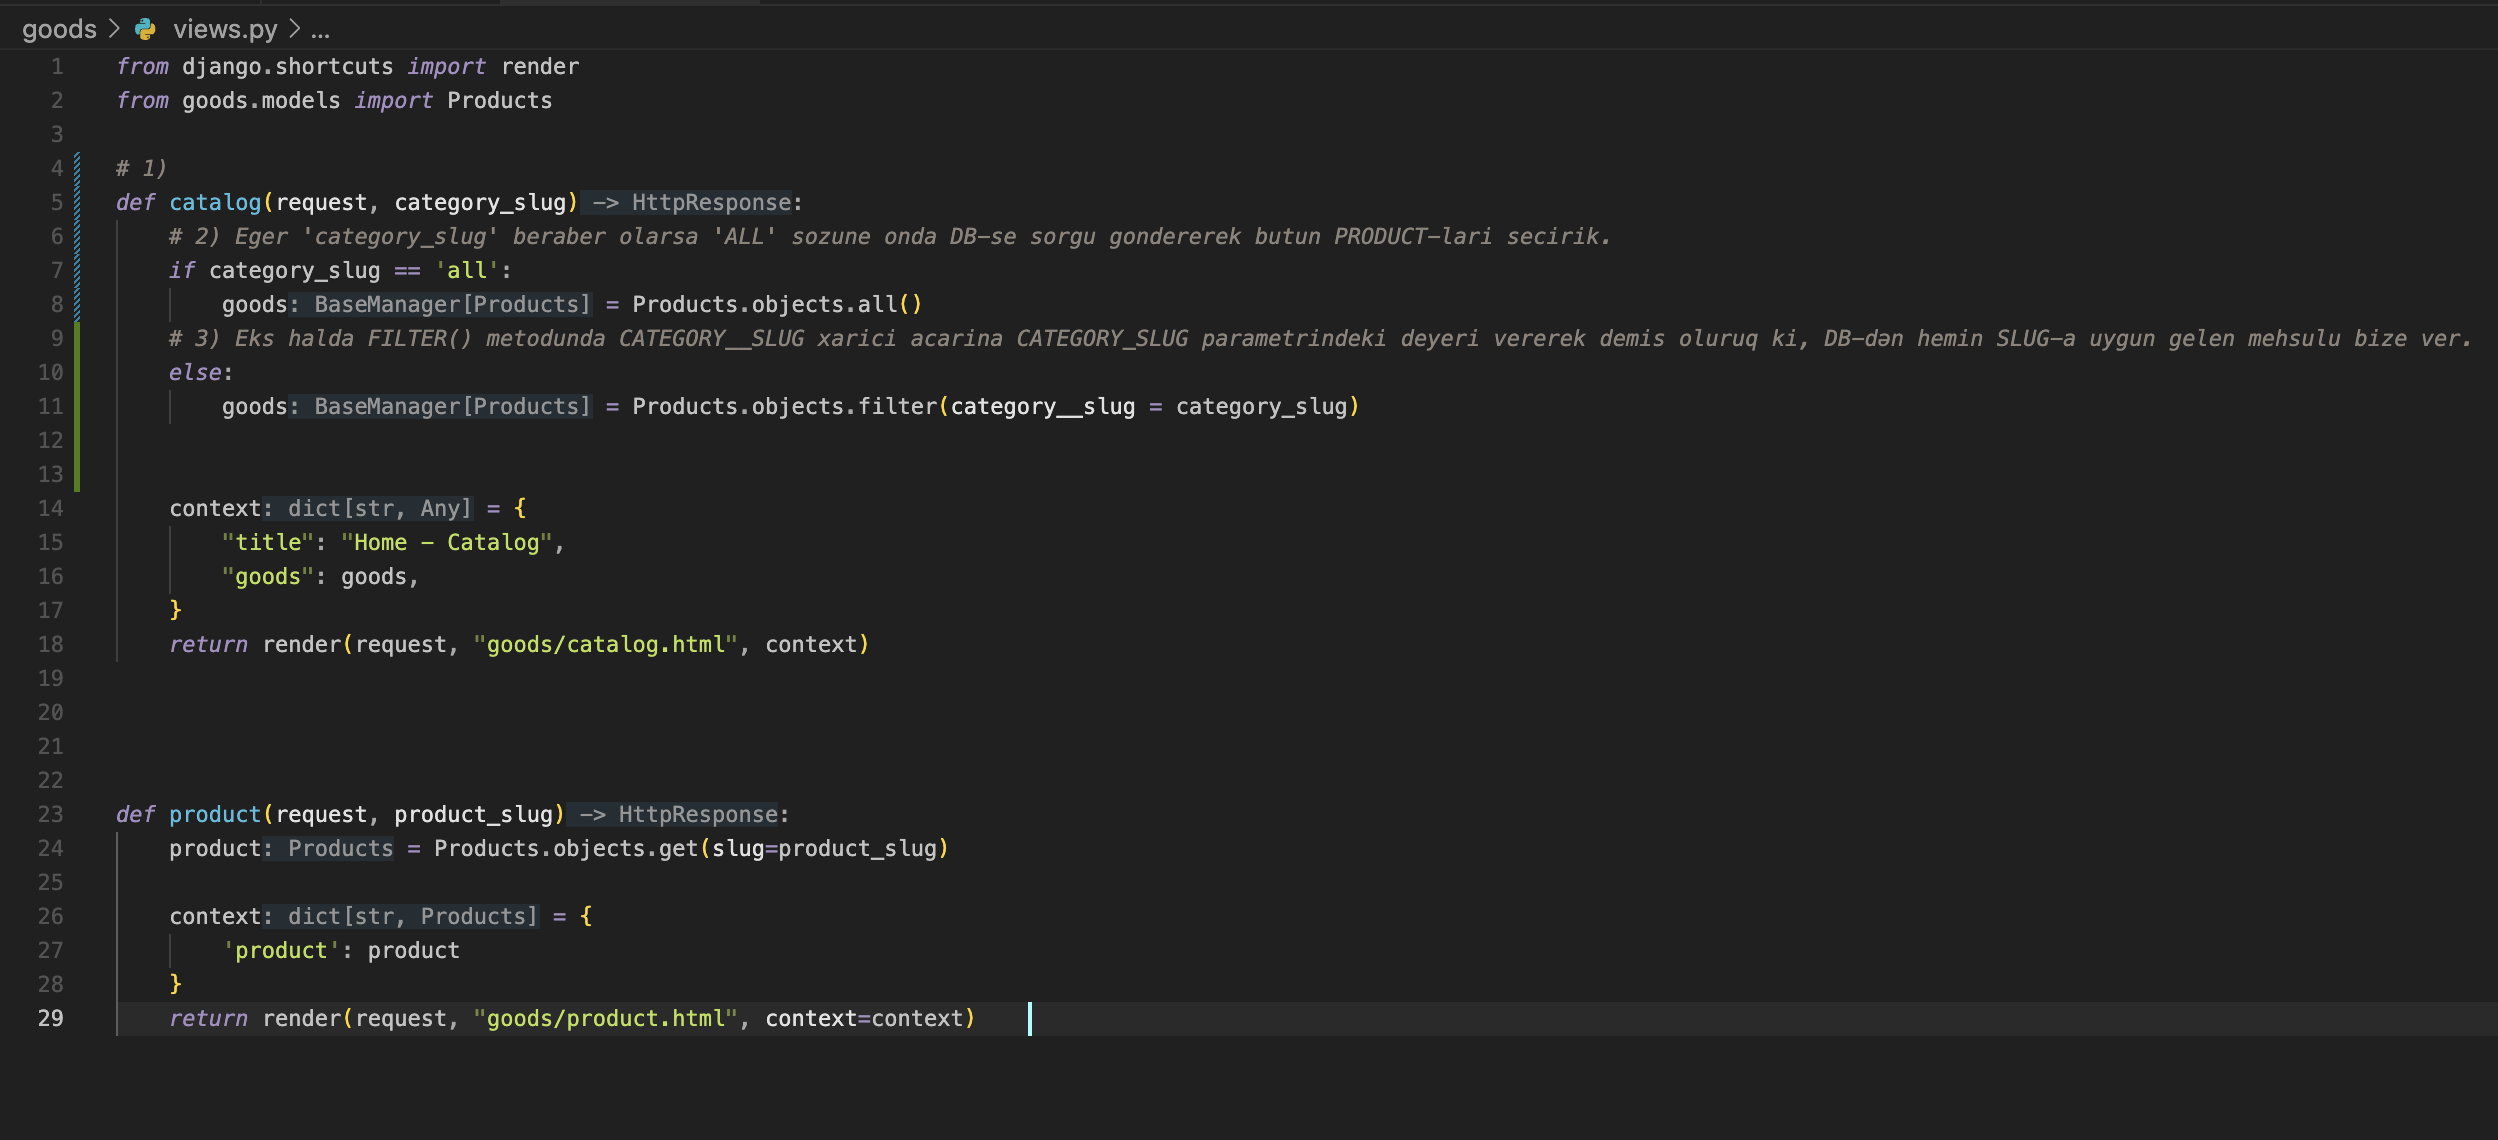 goods > views.py > ...
1 from django.shortcuts import render
2 from goods.models import Products
3
4 # 1)
5 def catalog(request, category_slug) -> HttpResponse:
6     # 2) Eger 'category_slug' beraber olarsa 'ALL' sozune onda DB-se sorgu gondererek butun PRODUCT-lari secirik.
7     if category_slug == 'all':
8         goods: BaseManager[Products] = Products.objects.all()
9     # 3) Eks halda FILTER() metodunda CATEGORY__SLUG xarici acarina CATEGORY_SLUG parametrindeki deyeri vererek demis oluruq ki, DB-dən hemin SLUG-a uygun gelen mehsulu bize ver.
10     else:
11         goods: BaseManager[Products] = Products.objects.filter(category__slug = category_slug)
12
13
14     context: dict[str, Any] = {
15         "title": "Home - Catalog",
16         "goods": goods,
17     }
18     return render(request, "goods/catalog.html", context)
19
20
21
22
23 def product(request, product_slug) -> HttpResponse:
24     product: Products = Products.objects.get(slug=product_slug)
25
26     context: dict[str, Products] = {
27         'product': product
28     }
29     return render(request, "goods/product.html", context=context)